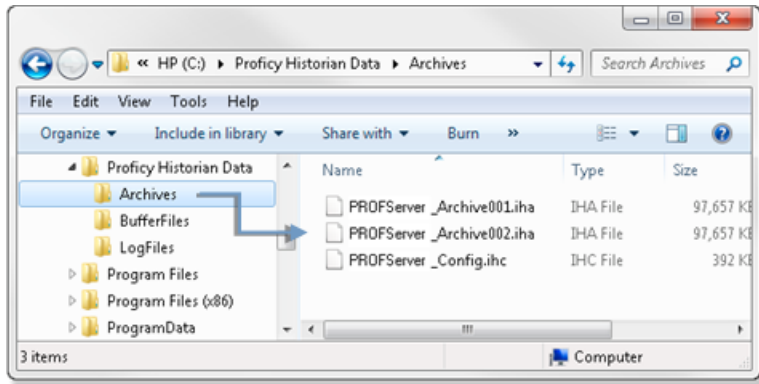 « HP (C:) ▸ Proficy Historian Data ▸ Archives
Search Archives
File Edit View Tools Help
Organize Include in library Share with Burn »
Proficy Historian Data
Archives
BufferFiles
LogFiles
Program Files
Program Files (x86)
ProgramData
Name Type Size
PROFServer _Archive001.iha IHA File 97,657 KB
PROFServer _Archive002.iha IHA File 97,657 KB
PROFServer _Config.ihc IHC File 392 KB
3 items Computer